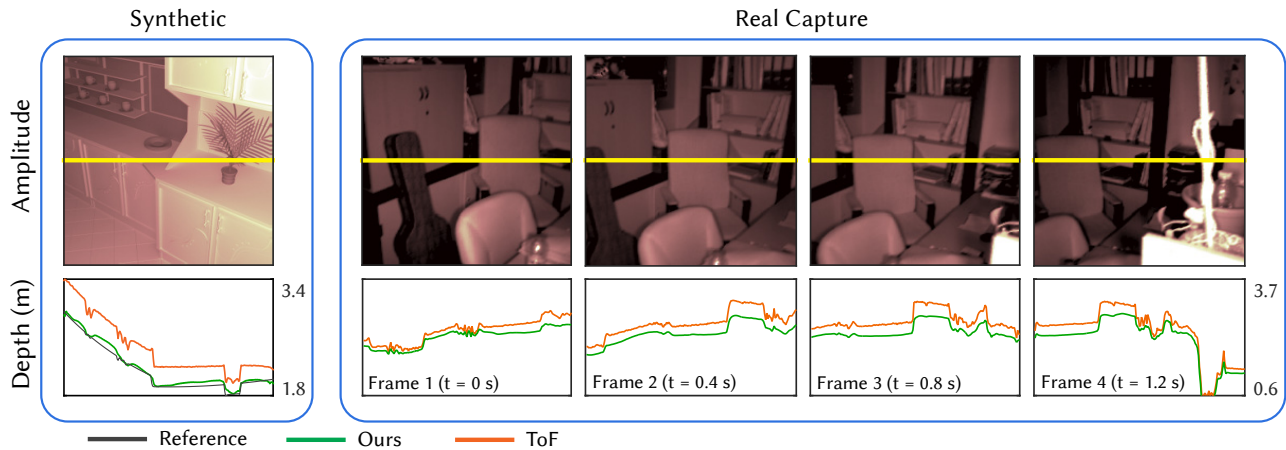 Synthetic
Real Capture
Amplitude
Depth (m)
3.4
1.8
Frame 1 (t = 0 s)
Frame 2 (t = 0.4 s)
Frame 3 (t = 0.8 s)
Frame 4 (t = 1.2 s)
3.7
0.6
Reference
Ours
ToF